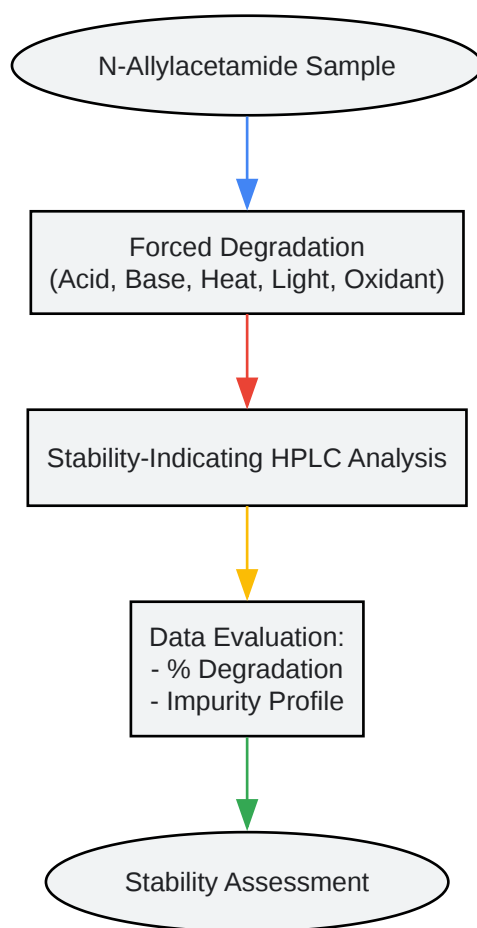 N-Allylacetamide Sample
Forced Degradation
(Acid, Base, Heat, Light, Oxidant)
Stability-Indicating HPLC Analysis
Data Evaluation:
- % Degradation
- Impurity Profile
Stability Assessment